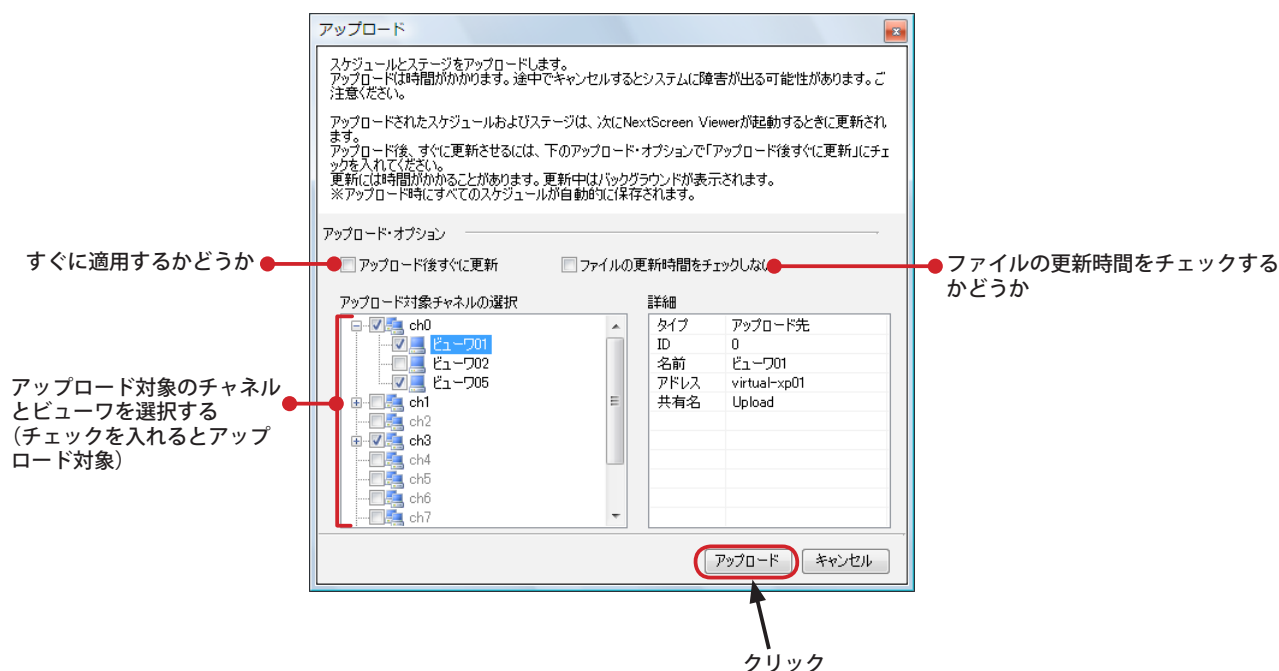 アップロード
スケジュールとステージをアップロードします。
アップロードは時間がかかります。途中でキャンセルするとシステムに障害が出る可能性があります。ご
注意ください。
アップロードされたスケジュールおよびステージは、次にNextScreen Viewerが起動するときに更新され
ます。
アップロード後、すぐに更新させるには、下のアップロード・オプションで「アップロード後すぐに更新」にチェ
ックを入れてください。
更新には時間がかかることがあります。更新中はバックグラウンドが表示されます。
※アップロード時にすべてのスケジュールが自動的に保存されます。
アップロード・オプション
すぐに適用するかどうか
アップロード後すぐに更新
ファイルの更新時間をチェックしない
ファイルの更新時間をチェックする
かどうか
アップロード対象チャネルの選択
ch0
ビューワ01
ビューワ02
ビューワ05
ch1
ch2
ch3
ch4
ch5
ch6
ch7
アップロード対象のチャネル
とビューワを選択する
（チェックを入れるとアップ
ロード対象）
詳細
タイプ アップロード先
ID 0
名前 ビューワ01
アドレス virtual-xp01
共有名 Upload
アップロード
キャンセル
クリック